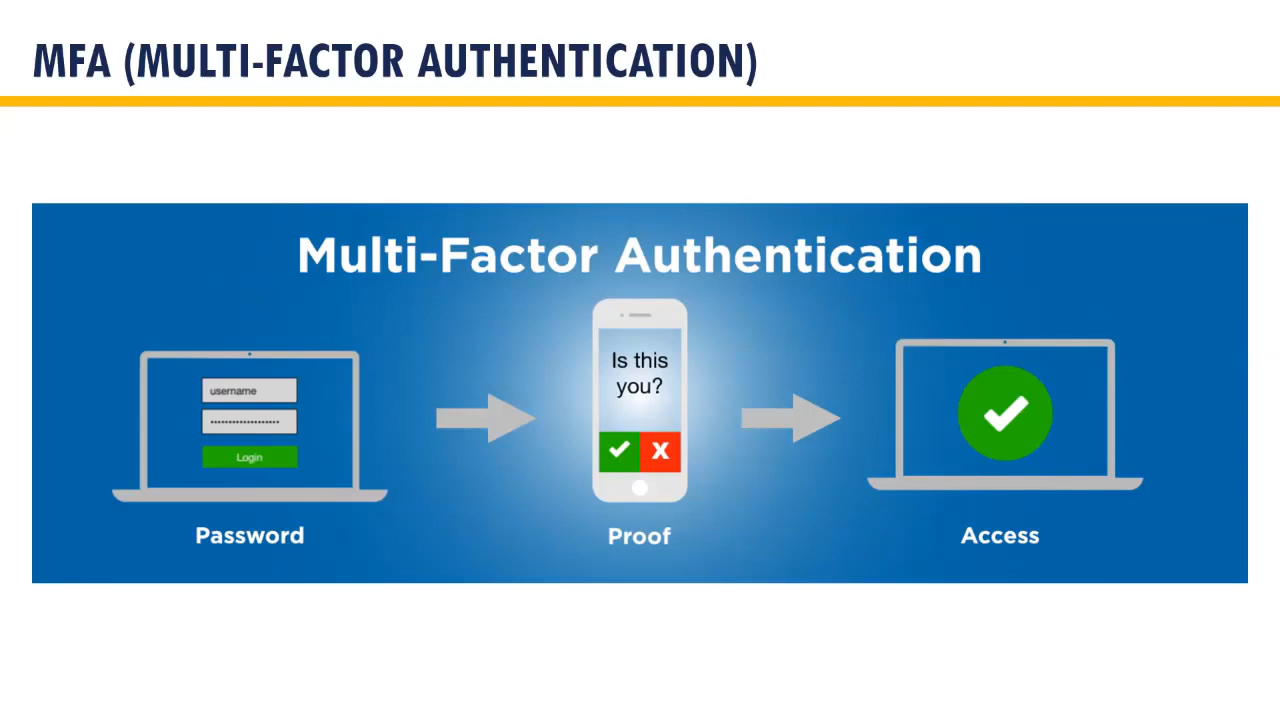 MFA (MULTI-FACTOR AUTHENTICATION)
Multi-Factor Authentication
username
Login
Is this
you?
X
Password
Proof
Access